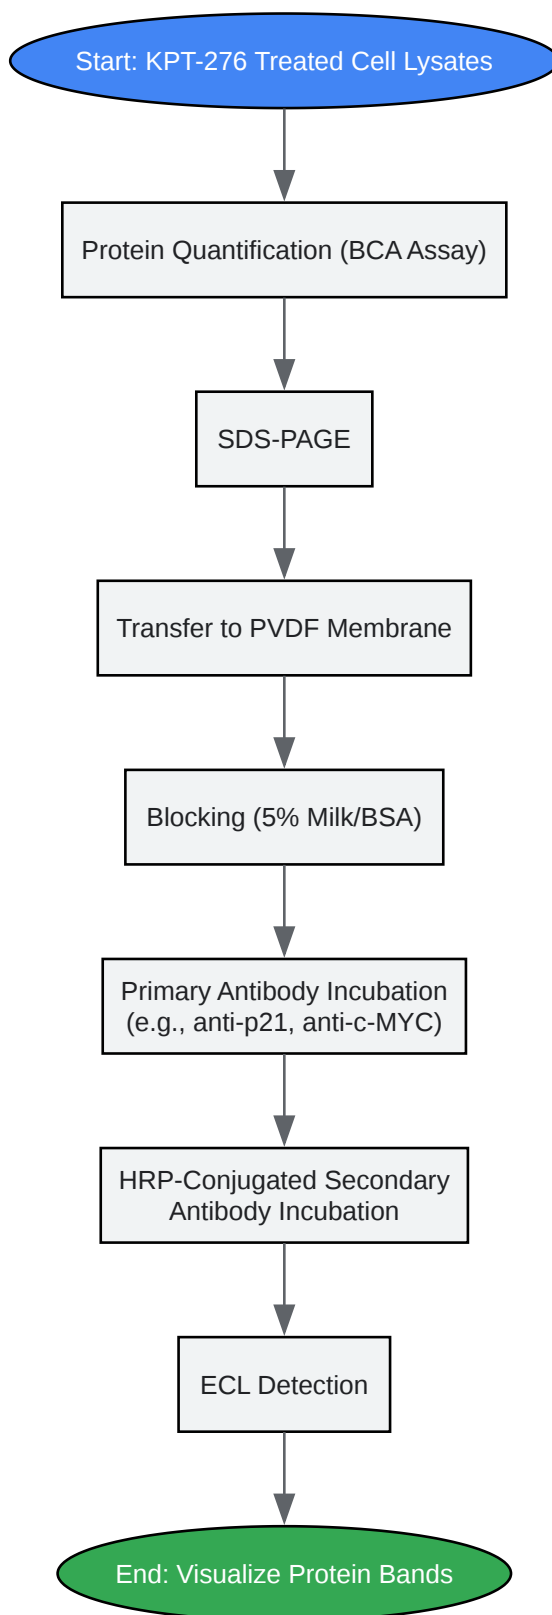 Start: KPT-276 Treated Cell Lysates
Protein Quantification (BCA Assay)
SDS-PAGE
Transfer to PVDF Membrane
Blocking (5% Milk/BSA)
Primary Antibody Incubation
(e.g., anti-p21, anti-c-MYC)
HRP-Conjugated Secondary
Antibody Incubation
ECL Detection
End: Visualize Protein Bands